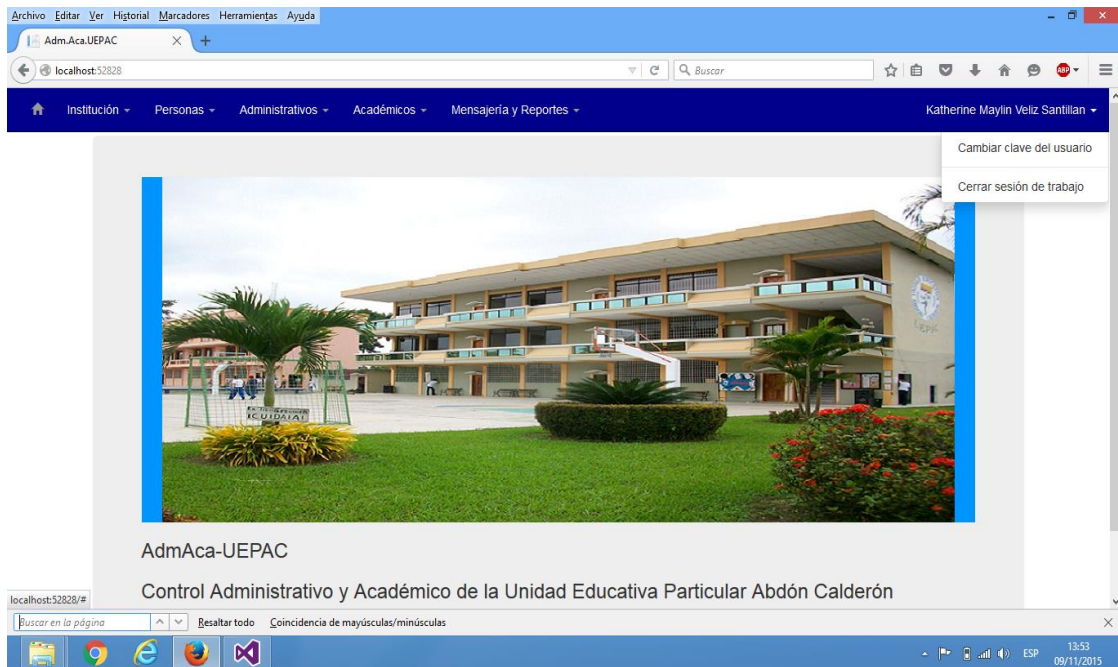 Archivo Editar Ver Historial Marcadores Herramientas Ayuda
Adm.Aca.UEPAC
localhost:52828
Buscar
ABP
Institución Personas Administrativos Académicos Mensajería y Reportes Katherine Maylin Veliz Santillan
Cambiar clave del usuario
Cerrar sesión de trabajo
AdmAca-UEPAC
Control Administrativo y Académico de la Unidad Educativa Particular Abdón Calderón
localhost:52828/#
Buscar en la página Resaltar todo Coincidencia de mayúsculas/minúsculas
ESP
13:53
09/11/2015